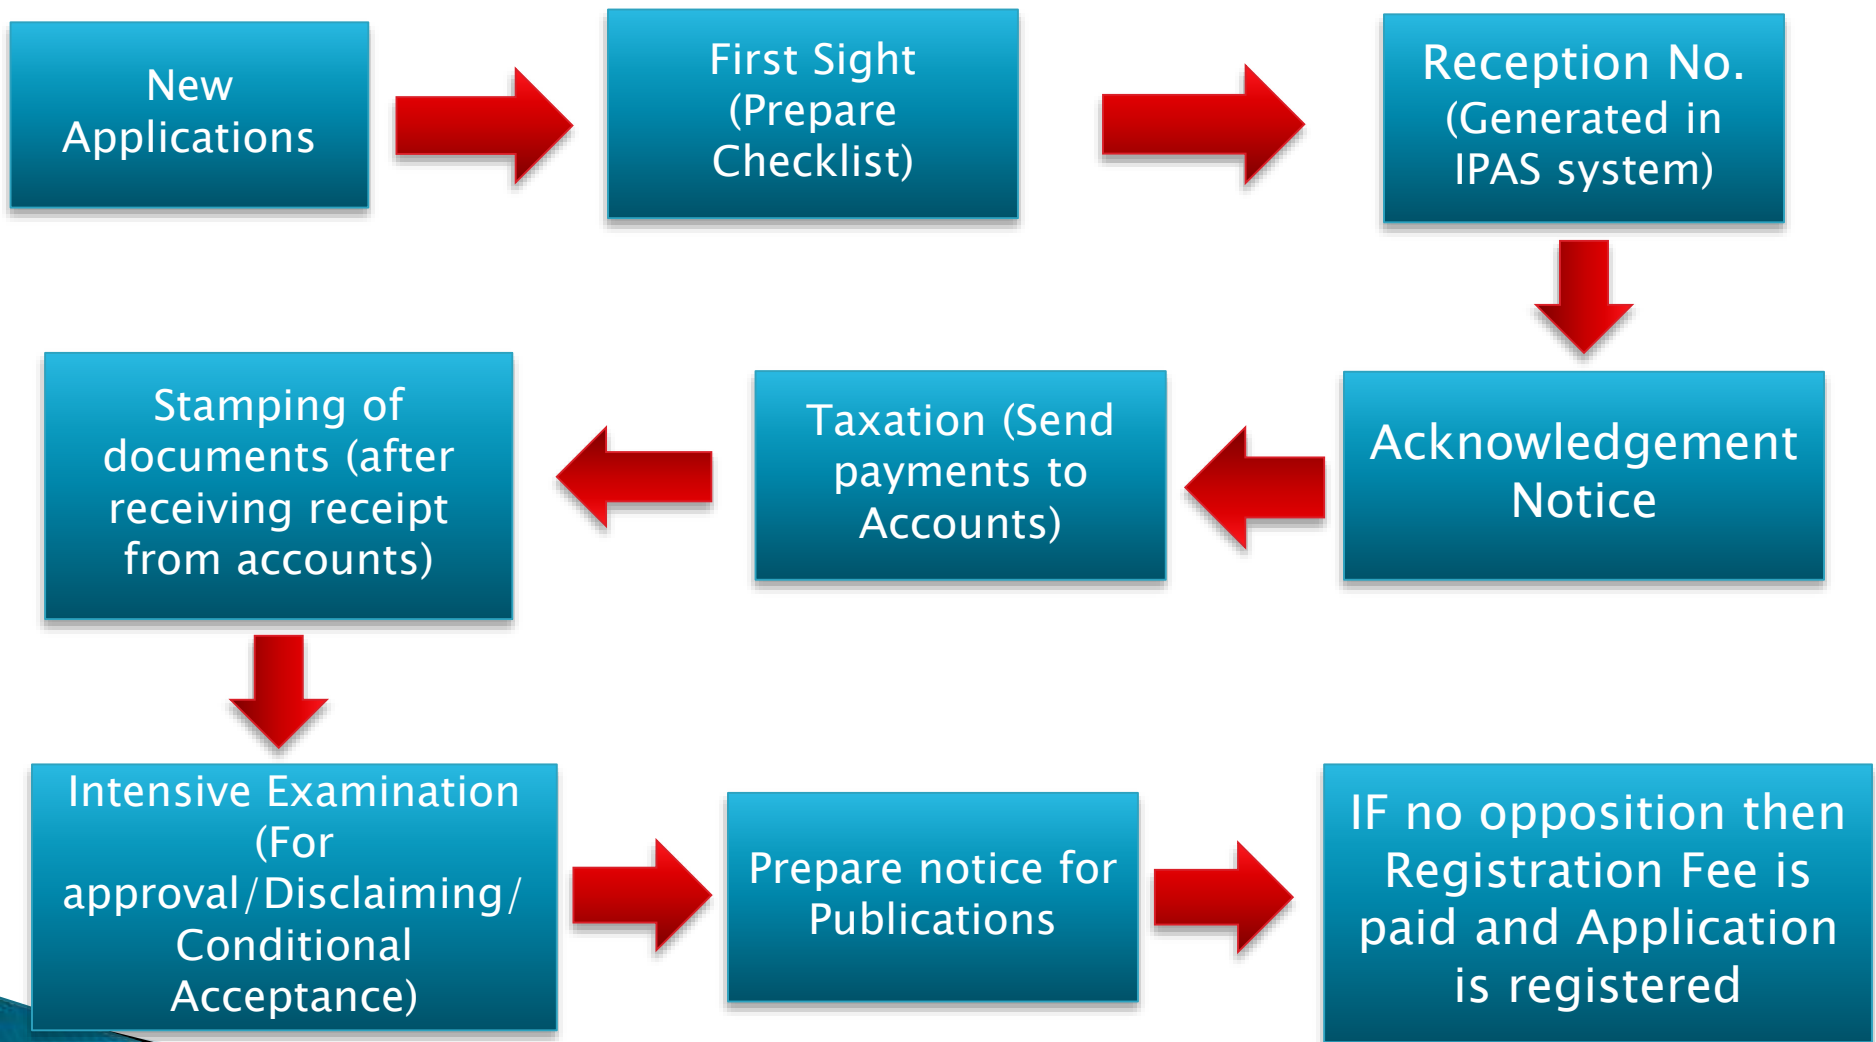 New
Applications
First Sight
(Prepare
Checklist)
Reception No.
(Generated in
IPAS system)
Acknowledgement
Notice
Taxation (Send
payments to
Accounts)
Stamping of
documents (after
receiving receipt
from accounts)
Intensive Examination
(For
approval/Disclaiming/
Conditional
Acceptance)
Prepare notice for
Publications
IF no opposition then
Registration Fee is
paid and Application
is registered